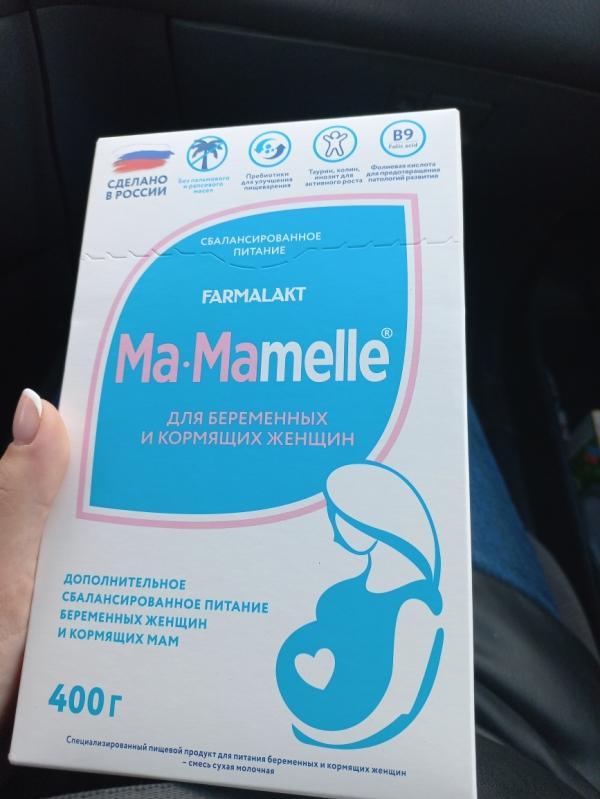 СДЕЛАНО
В РОССИИ
Без пальмового
и рапсового
масел
Пребиотики
для улучшения
пищеварения
Таурин, холин,
инозит для
активного роста
B9
Folic acid
Фолиевая кислота
для предотвращения
патологий развития
СБАЛАНСИРОВАННОЕ
ПИТАНИЕ
FARMALAKT
Ma·Mamelle®
ДЛЯ БЕРЕМЕННЫХ
И КОРМЯЩИХ ЖЕНЩИН
ДОПОЛНИТЕЛЬНОЕ
СБАЛАНСИРОВАННОЕ ПИТАНИЕ
БЕРЕМЕННЫХ ЖЕНЩИН
И КОРМЯЩИХ МАМ
400 г
Специализированный пищевой продукт для питания беременных и кормящих женщин
– смесь сухая молочная